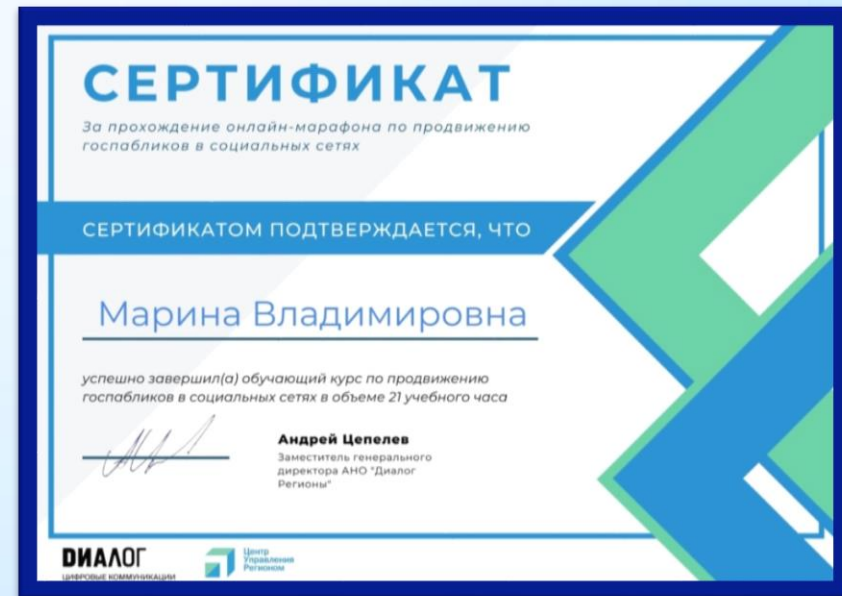 СЕРТИФИКАТ
За прохождение онлайн-марафона по продвижению
госпабликов в социальных сетях
СЕРТИФИКАТОМ ПОДТВЕРЖДАЕТСЯ, ЧТО
Марина Владимировна
успешно завершил(а) обучающий курс по продвижению
госпабликов в социальных сетях в объеме 21 учебного часа
Андрей Цепелев
Заместитель генерального
директора АНО "Диалог
Регионы"
ДИАЛОГ
ЦИФРОВЫЕ КОММУНИКАЦИИ
Центр
Управления
Регионом